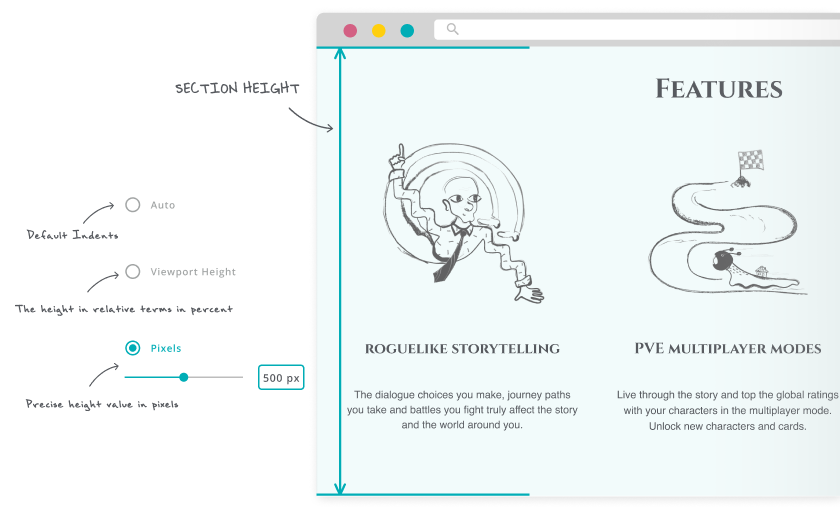 SECTION HEIGHT
Auto
Default Indents
Viewport Height
The height in relative terms in percent
Pixels
500 px
Precise height value in pixels
Features
Roguelike Storytelling
The dialogue choices you make, journey paths
you take and battles you fight truly affect the story
and the world around you.
PVE multiplayer modes
Live through the story and top the global ratings
with your characters in the multiplayer mode.
Unlock new characters and cards.